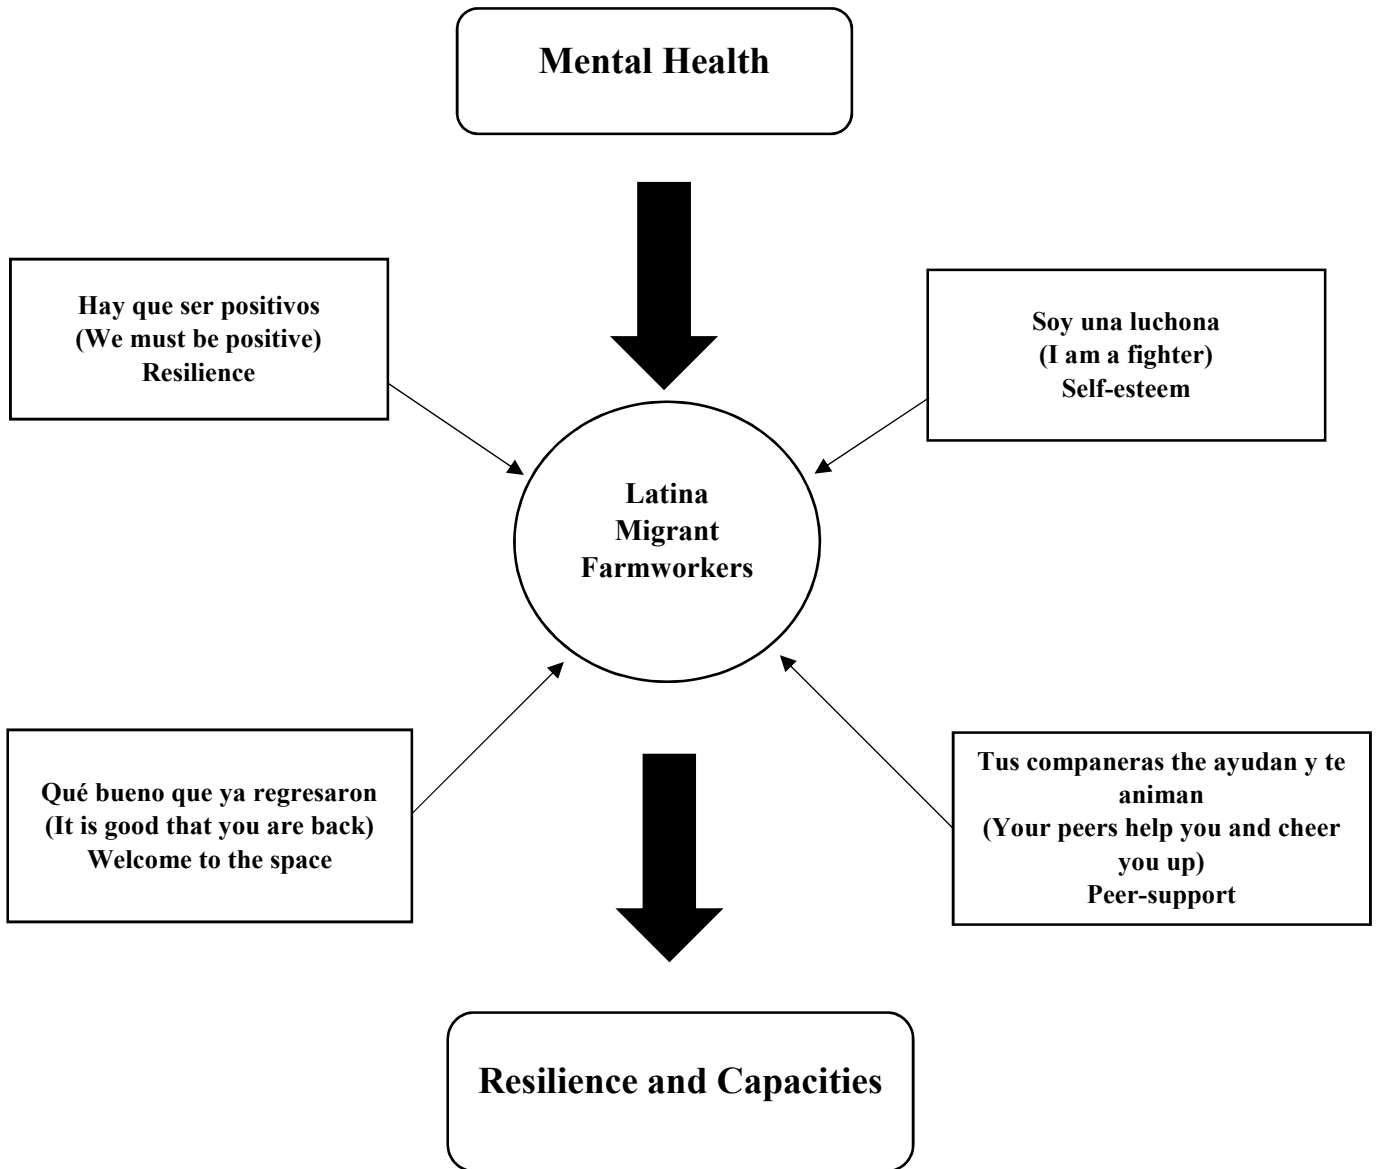 Mental Health
Hay que ser positivos
(We must be positive)
Resilience
Soy una luchona
(I am a fighter)
Self-esteem
Latina
Migrant
Farmworkers
Qué bueno que ya regresaron
(It is good that you are back)
Welcome to the space
Tus companeras the ayudan y te
animan
(Your peers help you and cheer
you up)
Peer-support
Resilience and Capacities